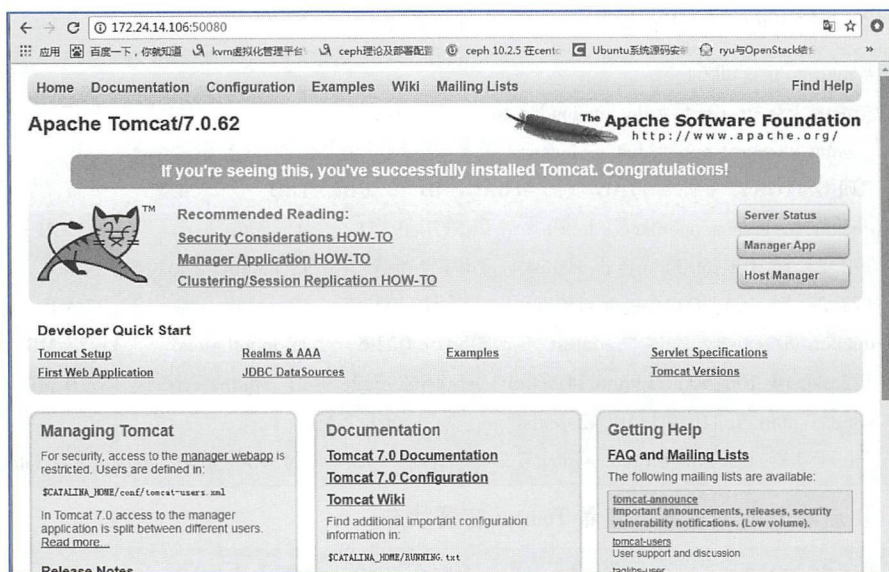 172.24.14.106:50080
应用 百度一下，你就知道 kvm虚拟化管理平台 ceph理论及部署配置 ceph 10.2.5 在cent Ubuntu系统源码安 ryu与OpenStack结 »
Home Documentation Configuration Examples Wiki Mailing Lists Find Help
Apache Tomcat/7.0.62
The Apache Software Foundation
http://www.apache.org/
If you're seeing this, you've successfully installed Tomcat. Congratulations!
TM
Recommended Reading:
Security Considerations HOW-TO
Manager Application HOW-TO
Clustering/Session Replication HOW-TO
Server Status
Manager App
Host Manager
Developer Quick Start
Tomcat Setup
First Web Application
Realms & AAA
JDBC DataSources
Examples
Servlet Specifications
Tomcat Versions
Managing Tomcat
For security, access to the manager webapp is
restricted. Users are defined in:
$CATALINA_HOME/conf/tomcat-users.xml
In Tomcat 7.0 access to the manager
application is split between different users.
Read more...
Release Notes
Documentation
Tomcat 7.0 Documentation
Tomcat 7.0 Configuration
Tomcat Wiki
Find additional important configuration
information in:
$CATALINA_HOME/RUNNING.txt
Getting Help
FAQ and Mailing Lists
The following mailing lists are available:
tomcat-announce
Important announcements, releases, security
vulnerability notifications. (Low volume).
tomcat-users
User support and discussion
taglibs-user